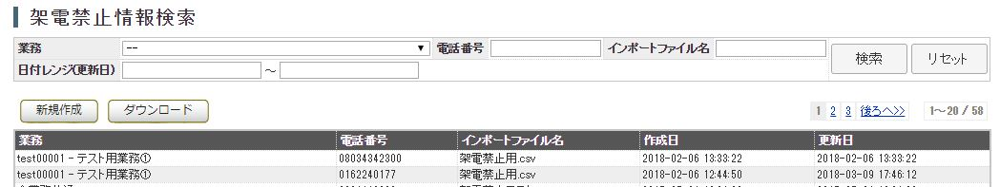 架電禁止情報検索
業務 -- 電話番号 インポートファイル名 検索 リセット
日付レンジ(更新日) ～
新規作成 ダウンロード 1 2 3 後ろへ>> 1～20 / 58
業務 電話番号 インポートファイル名 作成日 更新日
test00001 - テスト用業務① 08034342300 架電禁止用.csv 2018-02-06 13:33:22 2018-02-06 13:33:22
test00001 - テスト用業務① 0162240177 架電禁止用.csv 2018-02-06 12:44:50 2018-03-09 17:46:12